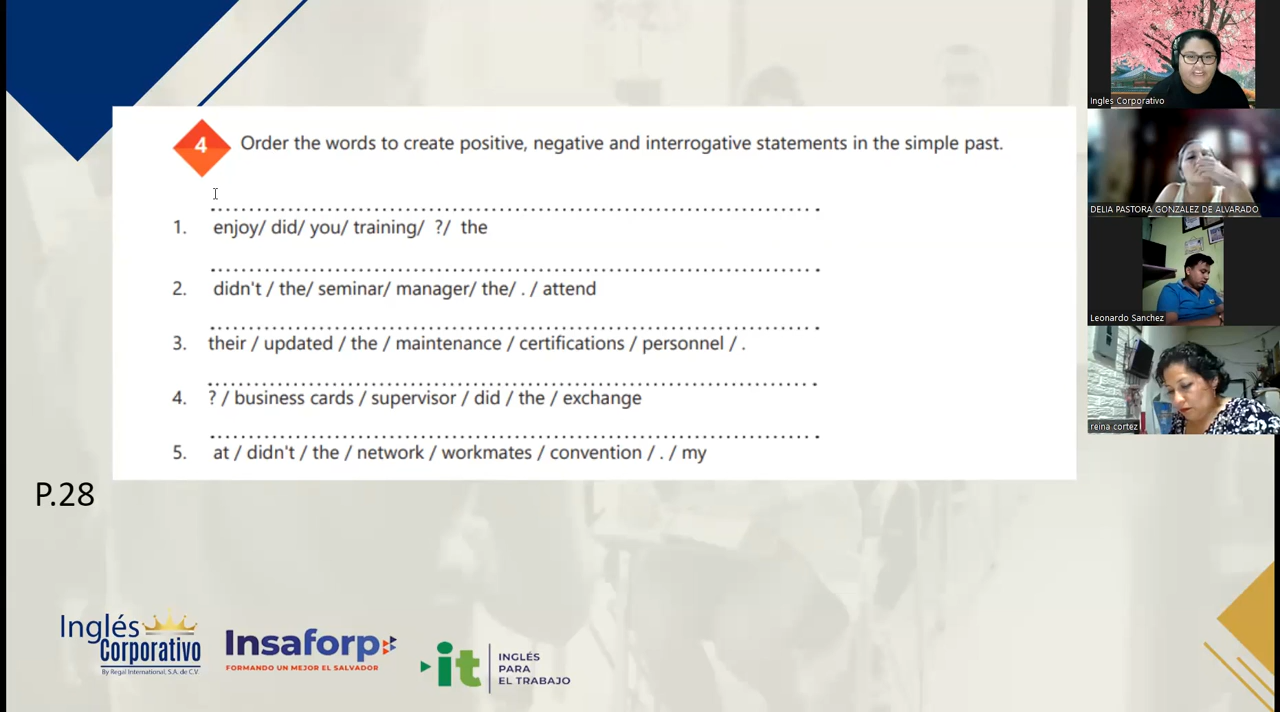 4
Order the words to create positive, negative and interrogative statements in the simple past.
1. enjoy/ did/ you/ training/ ?/ the
2. didn't / the/ seminar/ manager/ the/ . / attend
3. their / updated / the / maintenance / certifications / personnel / .
4. ? / business cards / supervisor / did / the / exchange
5. at / didn't / the / network / workmates / convention / . / my
P.28
Inglés
Corporativo
By Regal International, S.A. de C.V.
Insaforp
FORMANDO UN MEJOR EL SALVADOR
it
INGLÉS
PARA
EL TRABAJO
Ingles Corporativo
DELIA PASTORA GONZALEZ DE ALVARADO
Leonardo Sanchez
reina cortez